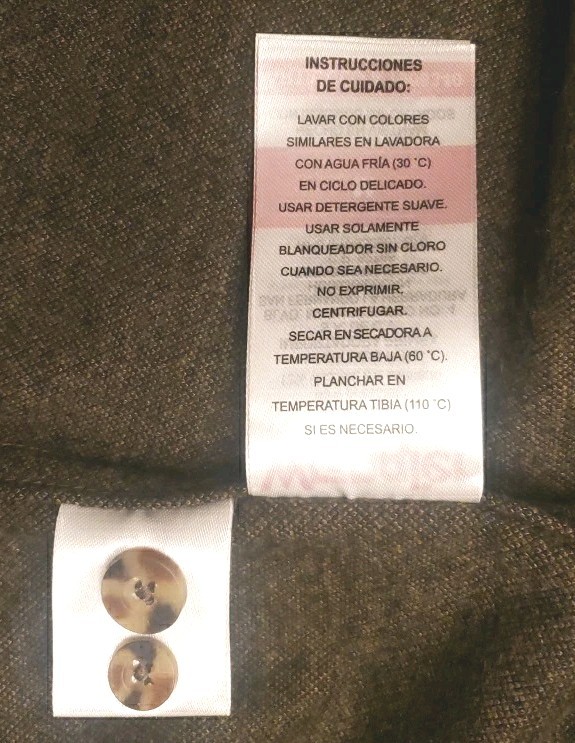 INSTRUCCIONES
DE CUIDADO:
LAVAR CON COLORES
SIMILARES EN LAVADORA
CON AGUA FRÍA (30 °C)
EN CICLO DELICADO.
USAR DETERGENTE SUAVE.
USAR SOLAMENTE
BLANQUEADOR SIN CLORO
CUANDO SEA NECESARIO.
NO EXPRIMIR.
CENTRIFUGAR.
SECAR EN SECADORA A
TEMPERATURA BAJA (60 °C).
PLANCHAR EN
TEMPERATURA TIBIA (110 °C)
SI ES NECESARIO.